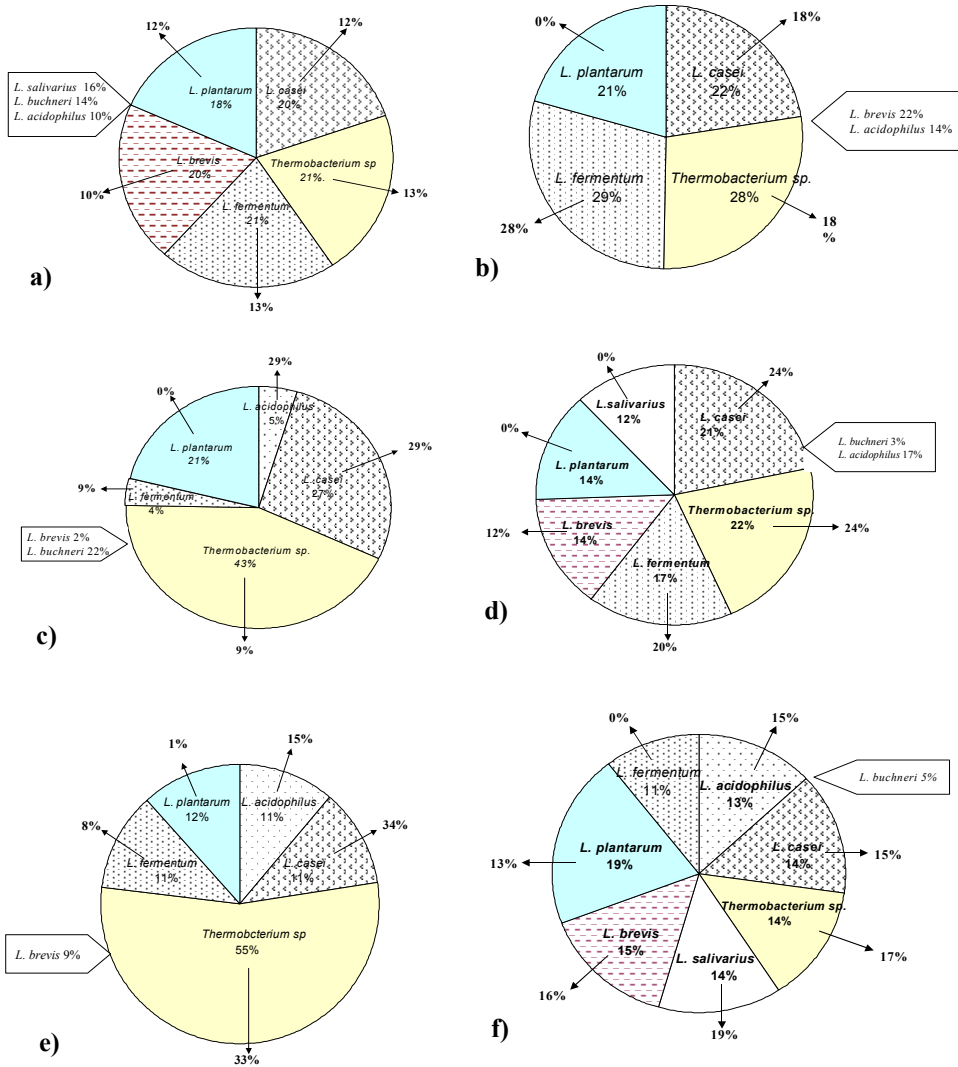 12%
12%
L. salivarius 16%
L. buchneri 14%
L. acidophilus 10%
L. plantarum
18%
L. casei
20%
L. brevis
20%
Thermobacterium sp
21%.
L. fermentum
21%
10%
13%
13%
a)
0%
18%
L. plantarum
21%
L. casei
22%
L. brevis 22%
L. acidophilus 14%
L. fermentum
29%
Thermobacterium sp.
28%
28%
18
%
b)
29%
0%
L. acidophilus
5%
L. plantarum
21%
29%
L. casei
27%
9%
L. fermentum
4%
L. brevis 2%
L. buchneri 22%
Thermobacterium sp.
43%
9%
c)
0%
24%
L.salivarius
12%
L. casei
21%
L. buchneri 3%
L. acidophilus 17%
0%
L. plantarum
14%
Thermobacterium sp.
22%
24%
12%
L. brevis
14%
L. fermentum
17%
20%
d)
1%
15%
L. plantarum
12%
L. acidophilus
11%
8%
34%
L. fermentum
11%
L. casei
11%
L. brevis 9%
Thermobcterium sp
55%
33%
e)
0%
15%
L. fermentum
11%
L. acidophilus
13%
L. buchneri 5%
13%
L. plantarum
19%
L. casei
14%
15%
Thermobacterium sp.
14%
17%
L. brevis
15%
L. salivarius
14%
16%
19%
f)